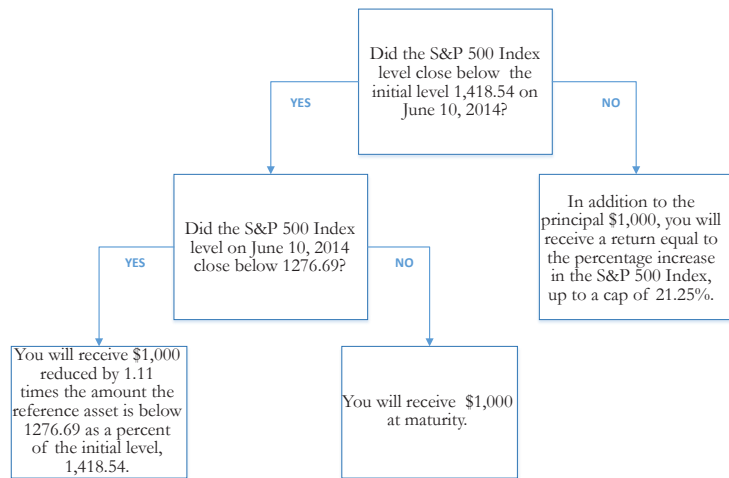 Did the S&P 500 Index
level close below the
initial level 1,418.54 on
June 10, 2014?
YES
NO
Did the S&P 500 Index
level on June 10, 2014
close below 1276.69?
In addition to the
principal $1,000, you will
receive a return equal to
the percentage increase
in the S&P 500 Index,
up to a cap of 21.25%.
YES
NO
You will receive $1,000
reduced by 1.11
times the amount the
reference asset is below
1276.69 as a percent
of the initial level,
1,418.54.
You will receive $1,000
at maturity.